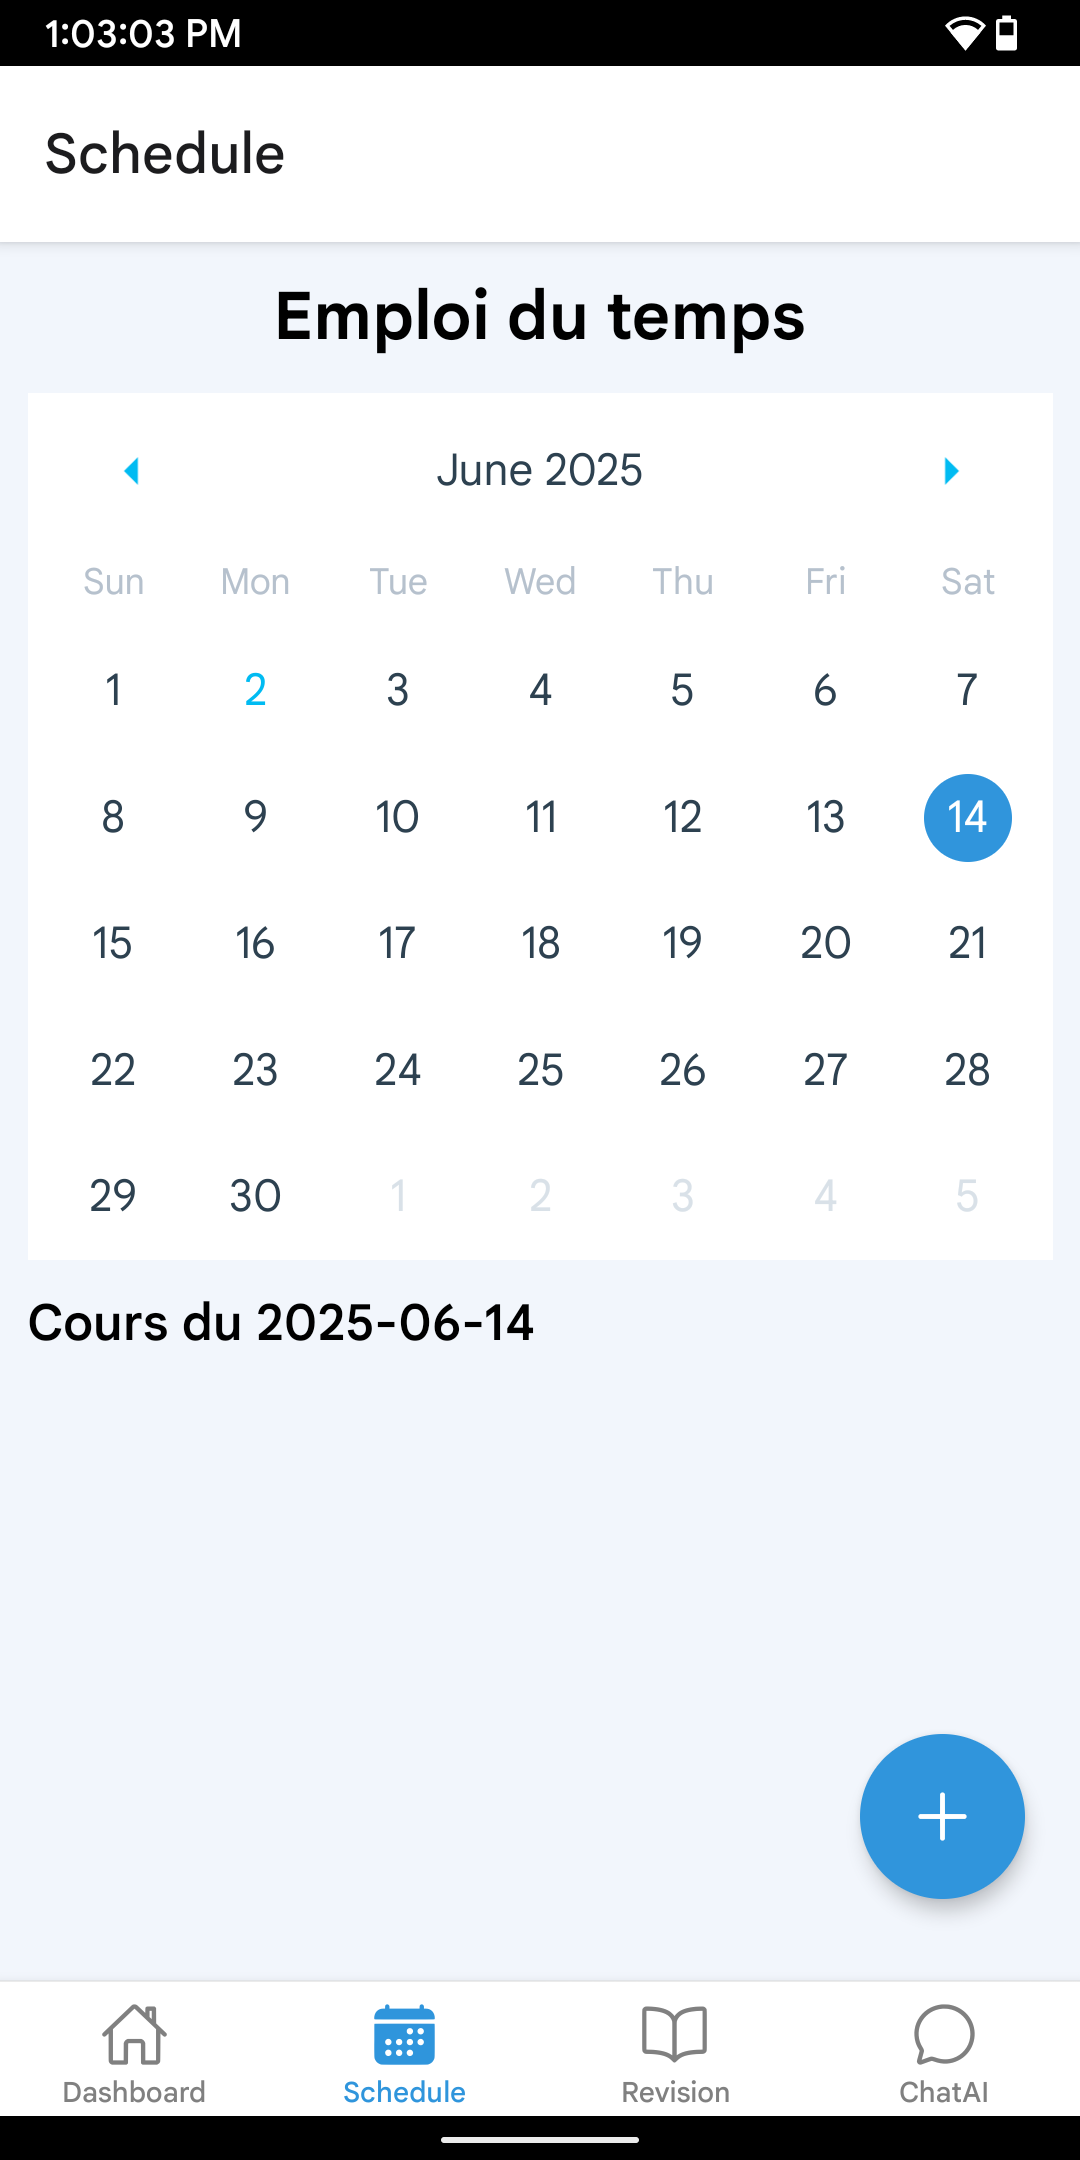 1:03:03 PM
Schedule
Emploi du temps
June 2025
Sun Mon Tue Wed Thu Fri Sat
1 2 3 4 5 6 7
8 9 10 11 12 13 14
15 16 17 18 19 20 21
22 23 24 25 26 27 28
29 30 1 2 3 4 5
Cours du 2025-06-14
Dashboard Schedule Revision ChatAI